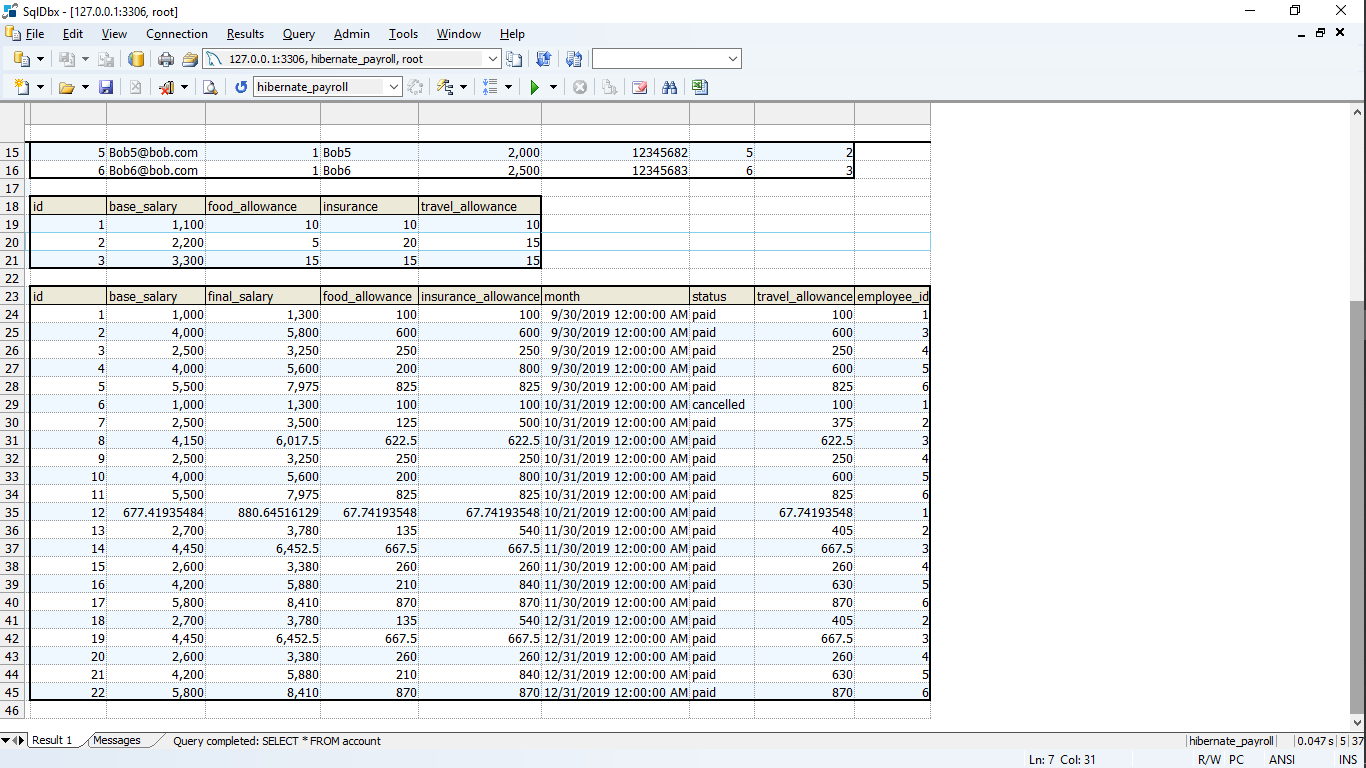 SqlDbx - [127.0.0.1:3306, root]
File Edit View Connection Results Query Admin Tools Window Help
127.0.0.1:3306, hibernate_payroll, root
hibernate_payroll
15 5 Bob5@bob.com 1 Bob5 2,000 12345682 5 2
16 6 Bob6@bob.com 1 Bob6 2,500 12345683 6 3
17
18 id base_salary food_allowance insurance travel_allowance
19 1 1,100 10 10 10
20 2 2,200 5 20 15
21 3 3,300 15 15 15
22
23 id base_salary final_salary food_allowance insurance_allowance month status travel_allowance employee_id
24 1 1,000 1,300 100 100 9/30/2019 12:00:00 AM paid 100 1
25 2 4,000 5,800 600 600 9/30/2019 12:00:00 AM paid 600 3
26 3 2,500 3,250 250 250 9/30/2019 12:00:00 AM paid 250 4
27 4 4,000 5,600 200 800 9/30/2019 12:00:00 AM paid 600 5
28 5 5,500 7,975 825 825 9/30/2019 12:00:00 AM paid 825 6
29 6 1,000 1,300 100 100 10/31/2019 12:00:00 AM cancelled 100 1
30 7 2,500 3,500 125 500 10/31/2019 12:00:00 AM paid 375 2
31 8 4,150 6,017.5 622.5 622.5 10/31/2019 12:00:00 AM paid 622.5 3
32 9 2,500 3,250 250 250 10/31/2019 12:00:00 AM paid 250 4
33 10 4,000 5,600 200 800 10/31/2019 12:00:00 AM paid 600 5
34 11 5,500 7,975 825 825 10/31/2019 12:00:00 AM paid 825 6
35 12 677.41935484 880.64516129 67.74193548 67.74193548 10/21/2019 12:00:00 AM paid 67.74193548 1
36 13 2,700 3,780 135 540 11/30/2019 12:00:00 AM paid 405 2
37 14 4,450 6,452.5 667.5 667.5 11/30/2019 12:00:00 AM paid 667.5 3
38 15 2,600 3,380 260 260 11/30/2019 12:00:00 AM paid 260 4
39 16 4,200 5,880 210 840 11/30/2019 12:00:00 AM paid 630 5
40 17 5,800 8,410 870 870 11/30/2019 12:00:00 AM paid 870 6
41 18 2,700 3,780 135 540 12/31/2019 12:00:00 AM paid 405 2
42 19 4,450 6,452.5 667.5 667.5 12/31/2019 12:00:00 AM paid 667.5 3
43 20 2,600 3,380 260 260 12/31/2019 12:00:00 AM paid 260 4
44 21 4,200 5,880 210 840 12/31/2019 12:00:00 AM paid 630 5
45 22 5,800 8,410 870 870 12/31/2019 12:00:00 AM paid 870 6
46
Result 1 Messages Query completed: SELECT * FROM account hibernate_payroll 0.047 s 5 37
Ln: 7 Col: 31 R/W PC ANSI INS